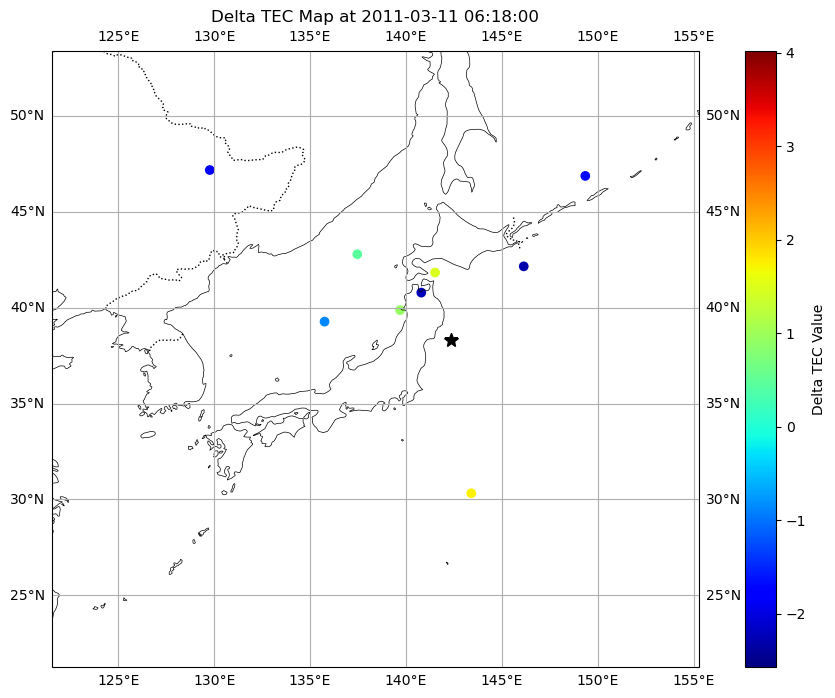 Delta TEC Map at 2011-03-11 06:18:00
125°E 130°E 135°E 140°E 145°E 150°E 155°E
50°N 50°N
45°N 45°N
40°N 40°N
35°N 35°N
30°N 30°N
25°N 25°N
125°E 130°E 135°E 140°E 145°E 150°E 155°E
4
3
2
1
0
−1
−2
Delta TEC Value